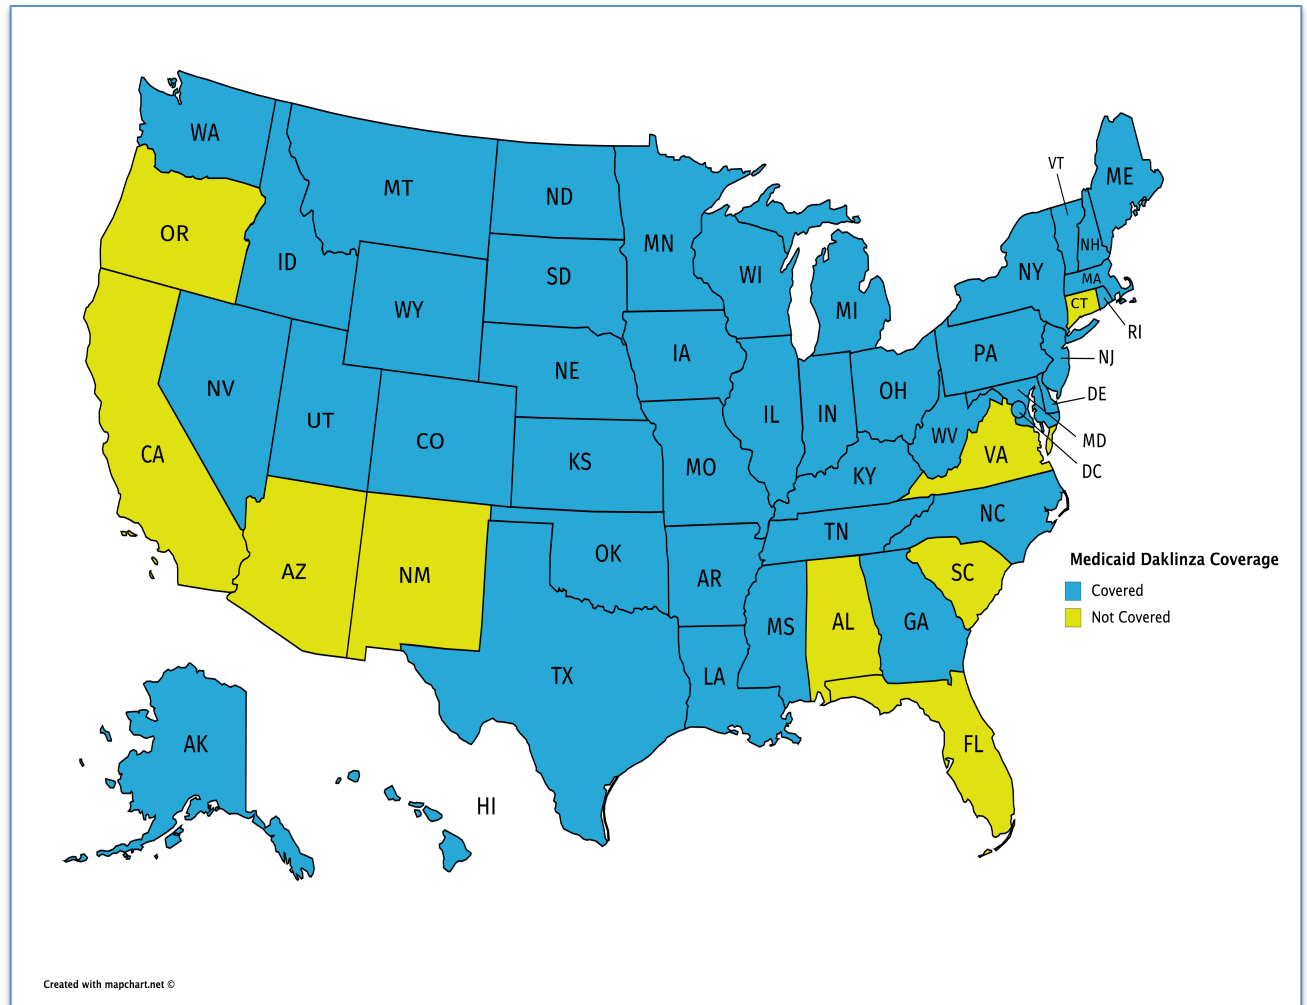 WA
VT
ME
MT
ND
OR
MN
NH
ID
SD
WI
NY
MA
WY
MI
CT
RI
IA
PA
NJ
NE
NV
OH
DE
UT
IL
IN
CO
WV
MD
CA
KS
MO
VA
DC
KY
NC
TN
OK
Medicaid Daklinza Coverage
AZ
NM
AR
SC
Covered
Not Covered
MS
AL
GA
TX
LA
AK
FL
HI
Created with mapchart.net ©